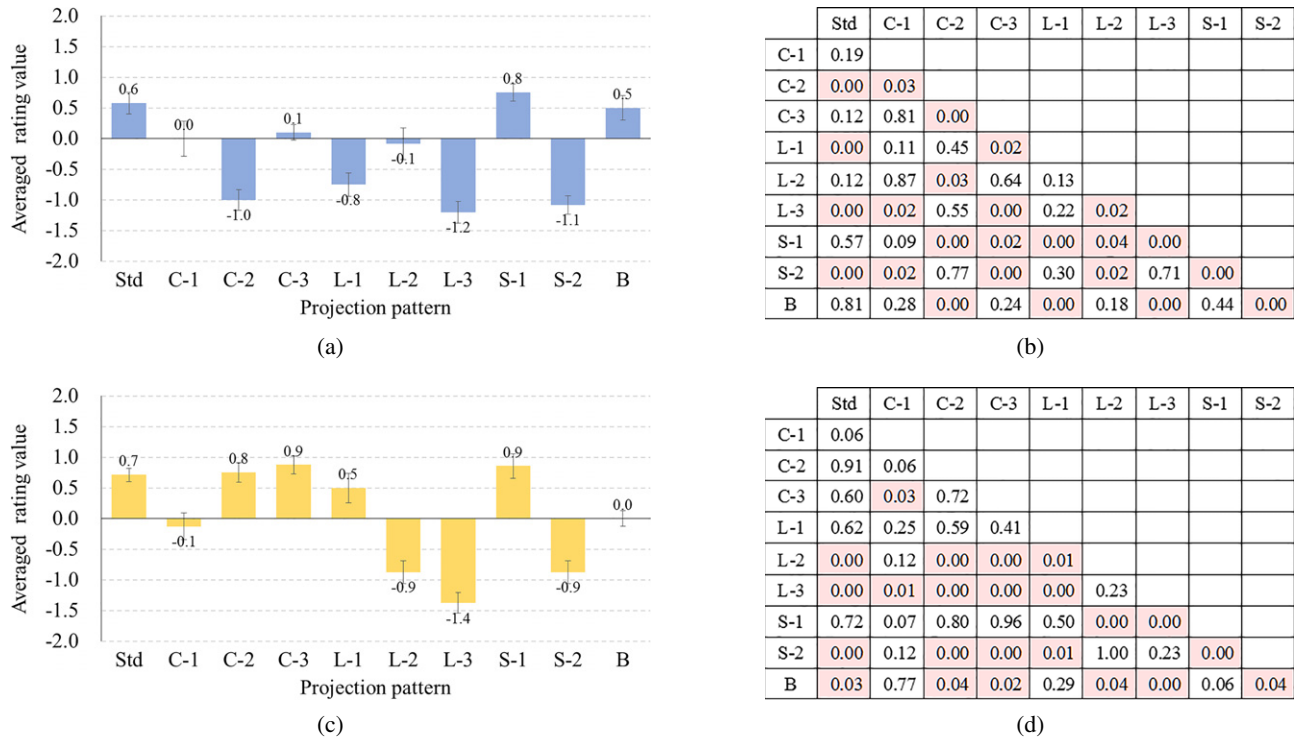 2.0
1.5
1.0
0.5
0.0
-0.5
-1.0
-1.5
-2.0
Averaged rating value
0.6
0.0
-1.0
0.1
-0.8
-0.1
-1.2
0.8
-1.1
0.5
Std C-1 C-2 C-3 L-1 L-2 L-3 S-1 S-2 B
Projection pattern
(a)
Std C-1 C-2 C-3 L-1 L-2 L-3 S-1 S-2
C-1 0.19
C-2 0.00 0.03
C-3 0.12 0.81 0.00
L-1 0.00 0.11 0.45 0.02
L-2 0.12 0.87 0.03 0.64 0.13
L-3 0.00 0.02 0.55 0.00 0.22 0.02
S-1 0.57 0.09 0.00 0.02 0.00 0.04 0.00
S-2 0.00 0.02 0.77 0.00 0.30 0.02 0.71 0.00
B 0.81 0.28 0.00 0.24 0.00 0.18 0.00 0.44 0.00
(b)
2.0
1.5
1.0
0.5
0.0
-0.5
-1.0
-1.5
-2.0
Averaged rating value
0.7
-0.1
0.8
0.9
0.5
-0.9
-1.4
0.9
-0.9
0.0
Std C-1 C-2 C-3 L-1 L-2 L-3 S-1 S-2 B
Projection pattern
(c)
Std C-1 C-2 C-3 L-1 L-2 L-3 S-1 S-2
C-1 0.06
C-2 0.91 0.06
C-3 0.60 0.03 0.72
L-1 0.62 0.25 0.59 0.41
L-2 0.00 0.12 0.00 0.00 0.01
L-3 0.00 0.01 0.00 0.00 0.00 0.23
S-1 0.72 0.07 0.80 0.96 0.50 0.00 0.00
S-2 0.00 0.12 0.00 0.00 0.01 1.00 0.23 0.00
B 0.03 0.77 0.04 0.02 0.29 0.04 0.00 0.06 0.04
(d)